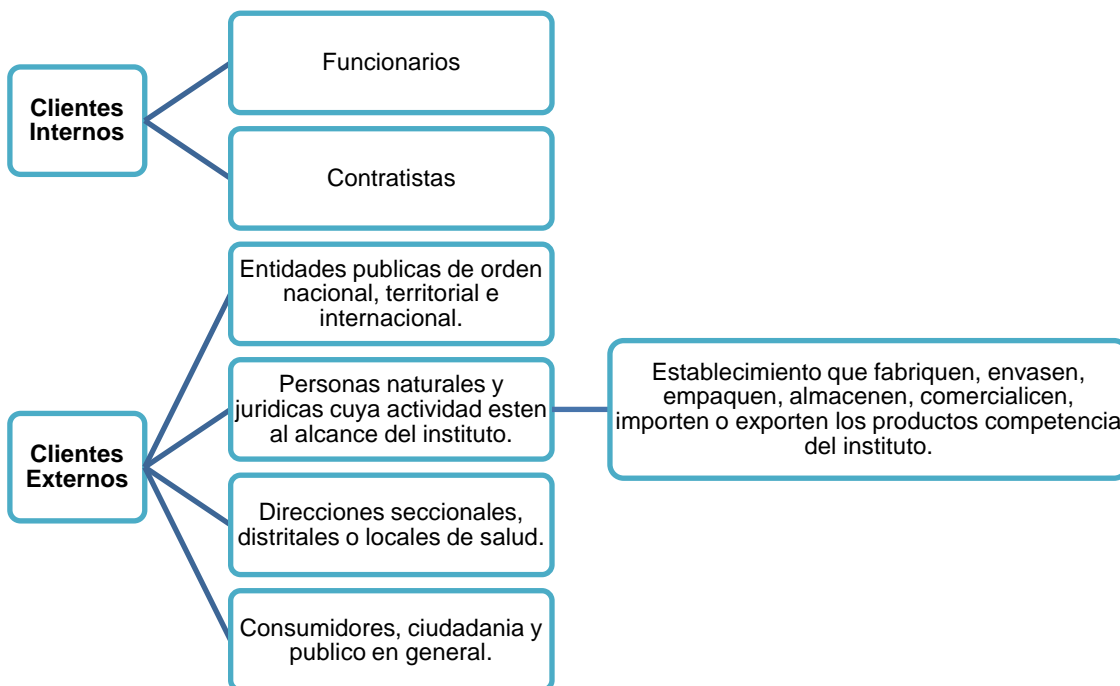 Clientes
Internos
Funcionarios
Contratistas
Clientes
Externos
Entidades publicas de orden
nacional, territorial e
internacional.
Personas naturales y
juridicas cuya actividad esten
al alcance del instituto.
Establecimiento que fabriquen, envasen,
empaquen, almacenen, comercialicen,
importen o exporten los productos competencia
del instituto.
Direcciones seccionales,
distritales o locales de salud.
Consumidores, ciudadania y
publico en general.